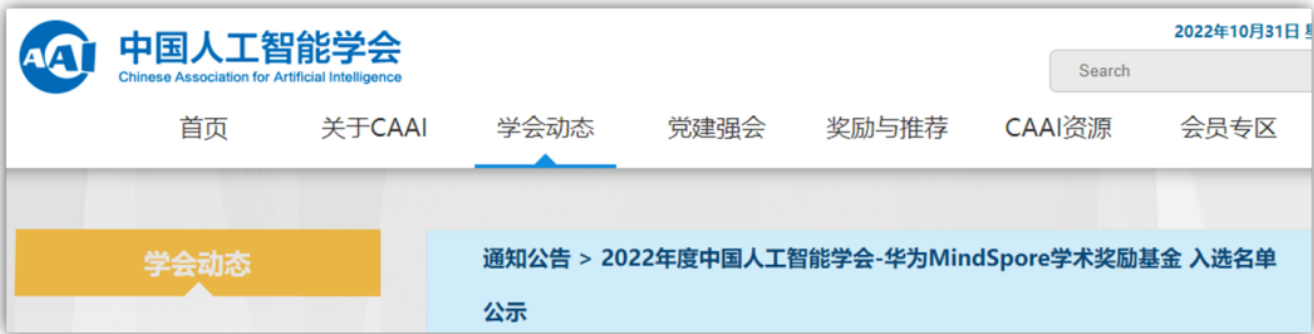 2022年10月31日
AAI
中国人工智能学会
Chinese Association for Artificial Intelligence
Search
首页 关于CAAI 学会动态 党建强会 奖励与推荐 CAAI资源 会员专区
学会动态
通知公告 > 2022年度中国人工智能学会-华为MindSpore学术奖励基金 入选名单
公示